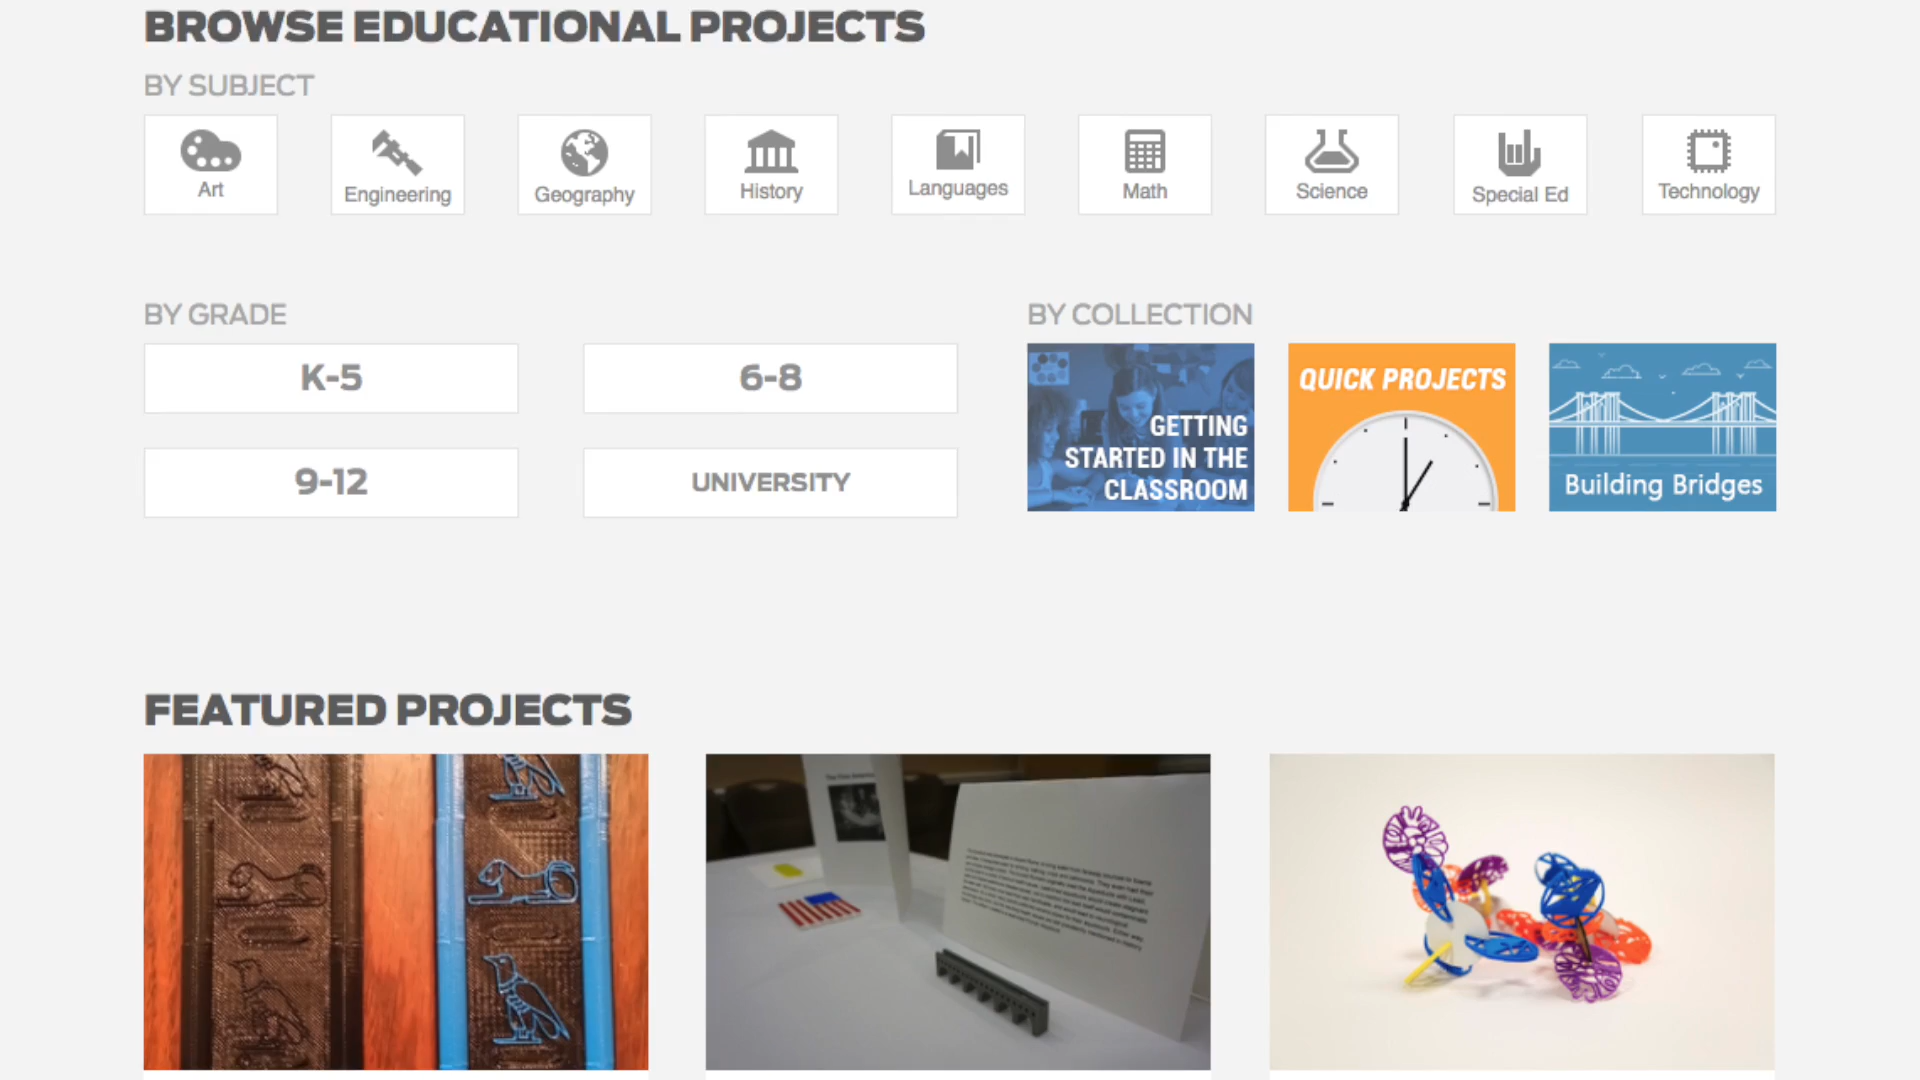 BROWSE EDUCATIONAL PROJECTS
BY SUBJECT
Art
Engineering
Geography
History
Languages
Math
Science
Special Ed
Technology
BY GRADE
K-5
6-8
9-12
UNIVERSITY
BY COLLECTION
GETTING
STARTED IN THE
CLASSROOM
QUICK PROJECTS
Building Bridges
FEATURED PROJECTS